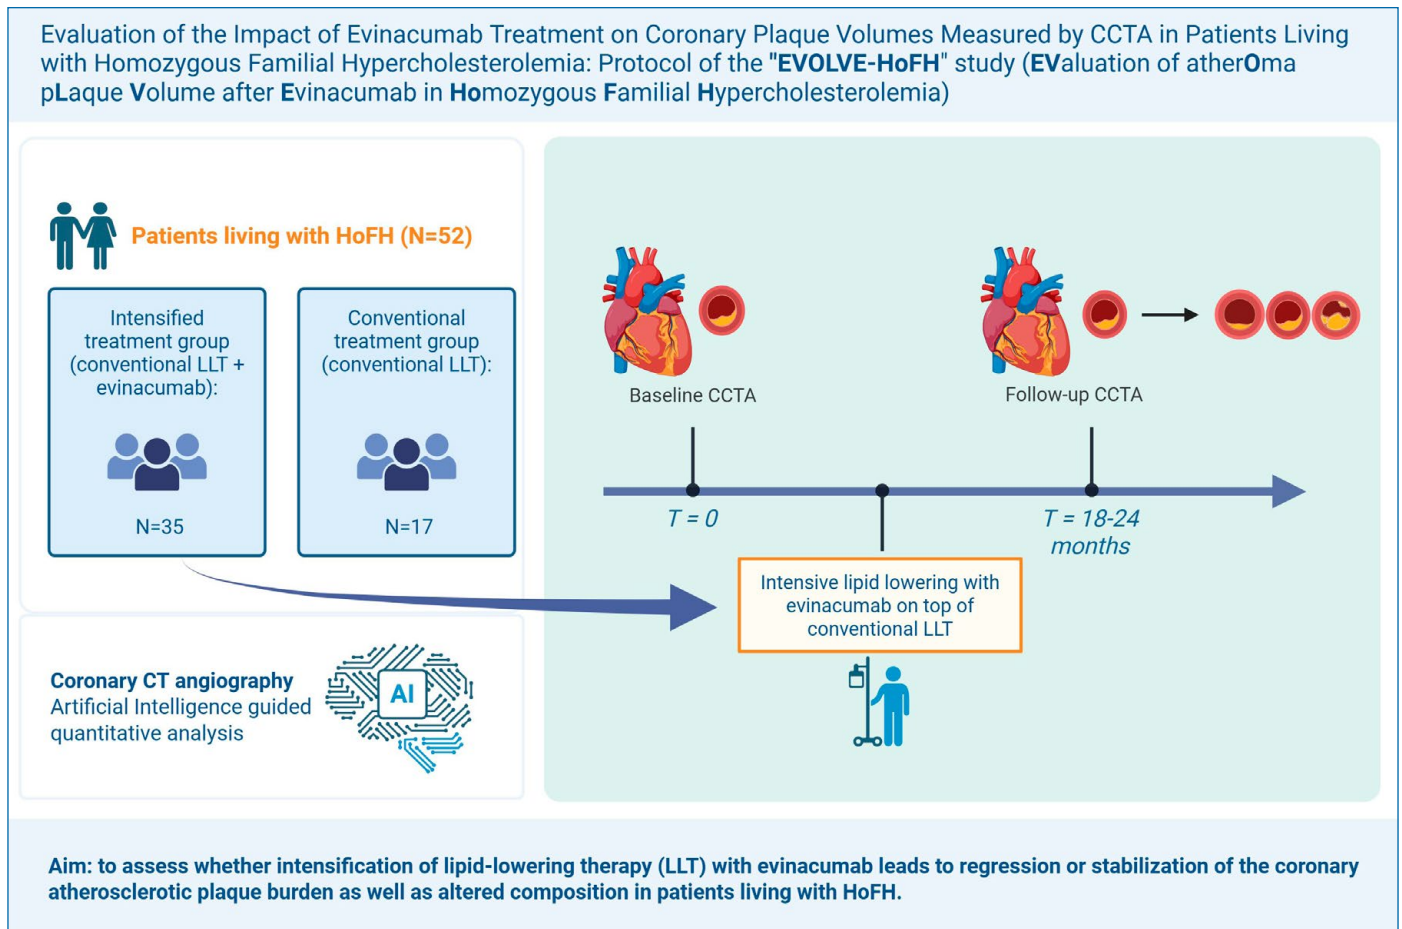 Evaluation of the Impact of Evinacumab Treatment on Coronary Plaque Volumes Measured by CCTA in Patients Living
with Homozygous Familial Hypercholesterolemia: Protocol of the "EVOLVE-HoFH" study (EValuation of atherOma
pLaque Volume after Evinacumab in Homozygous Familial Hypercholesterolemia)
Patients living with HoFH (N=52)
Intensified
treatment group
(conventional LLT +
evinacumab):
N=35
Conventional
treatment group
(conventional LLT):
N=17
Coronary CT angiography
Artificial Intelligence guided
quantitative analysis
AI
Baseline CCTA
Follow-up CCTA
T = 0
T = 18-24
months
Intensive lipid lowering with
evinacumab on top of
conventional LLT
Aim: to assess whether intensification of lipid-lowering therapy (LLT) with evinacumab leads to regression or stabilization of the coronary
atherosclerotic plaque burden as well as altered composition in patients living with HoFH.